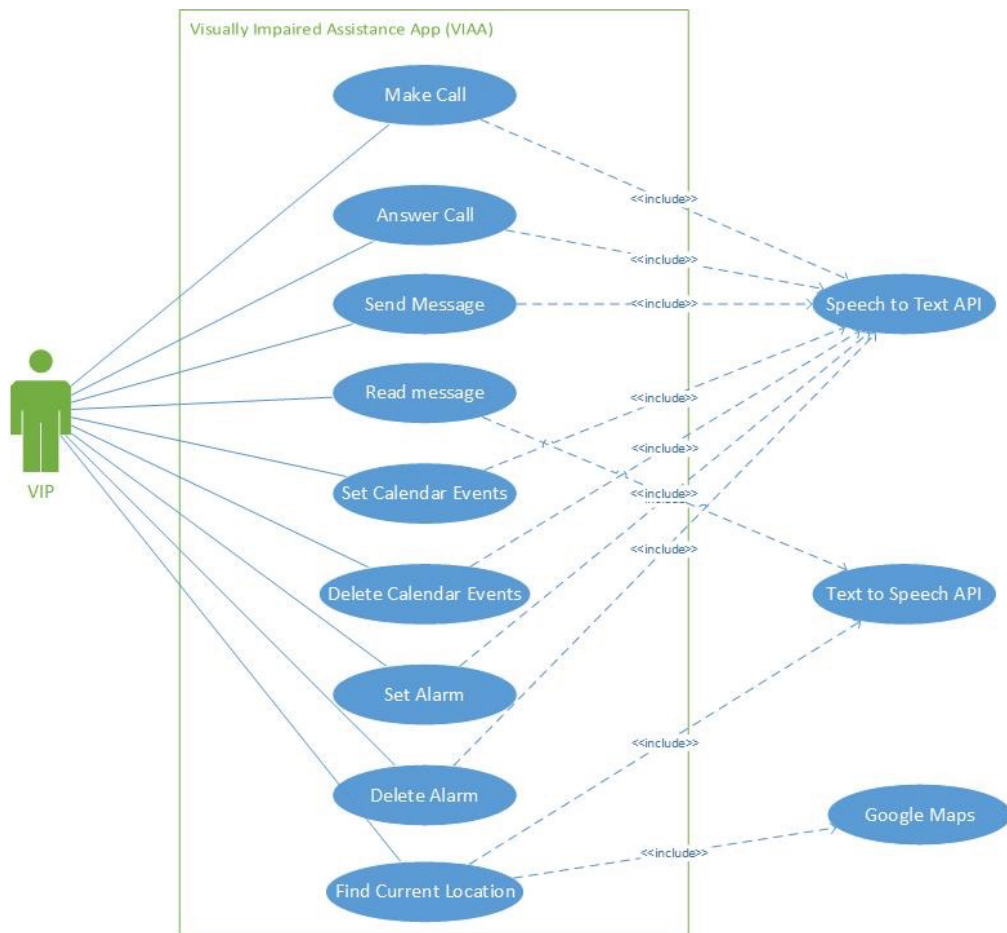 Visually Impaired Assistance App (VIAA)
Make Call
<<include>>
Answer Call
<<include>>
Send Message
<<include>>
Speech to Text API
Read message
<<include>>
<<include>>
VIP
Set Calendar Events
<<include>>
<<include>>
Delete Calendar Events
Text to Speech API
Set Alarm
<<include>>
Delete Alarm
Google Maps
<<include>>
Find Current Location